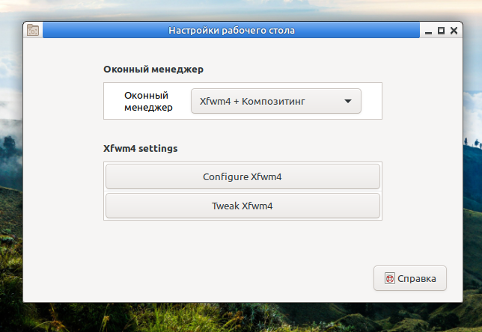 Настройки рабочего стола
Оконный менеджер
Оконный
менеджер
Xfwm4 + Композитинг
Xfwm4 settings
Configure Xfwm4
Tweak Xfwm4
Справка